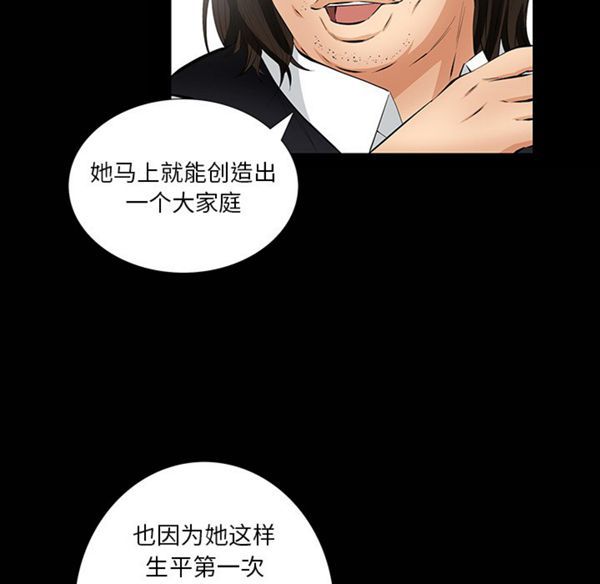 她马上就能创造出
一个大家庭
也因为她这样
生平第一次